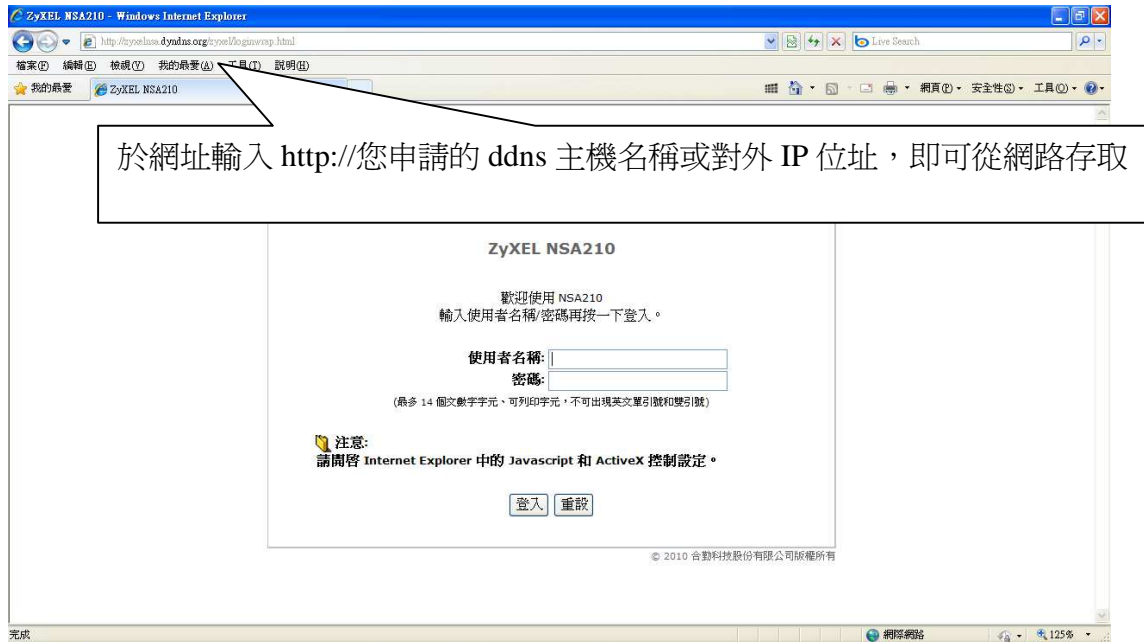 ZyXEL NSA210 - Windows Internet Explorer
http://zyxelnsa.dyndns.org/zyxel/loginwrap.html
Live Search
檔案(F) 編輯(E) 檢視(V) 我的最愛(A) 工具(T) 說明(H)
我的最愛 ZyXEL NSA210 網頁(P) 安全性(S) 工具(O)
於網址輸入 http://您申請的 ddns 主機名稱或對外 IP 位址，即可從網路存取
ZyXEL NSA210
歡迎使用 NSA210
輸入使用者名稱/密碼再按一下登入。
使用者名稱:
密碼:
(最多 14 個文數字字元、可列印字元，不可出現英文單引號和雙引號)
注意:
請開啓 Internet Explorer 中的 Javascript 和 ActiveX 控制設定。
登入 重設
© 2010 合勤科技股份有限公司版權所有
完成 網際網路 125%